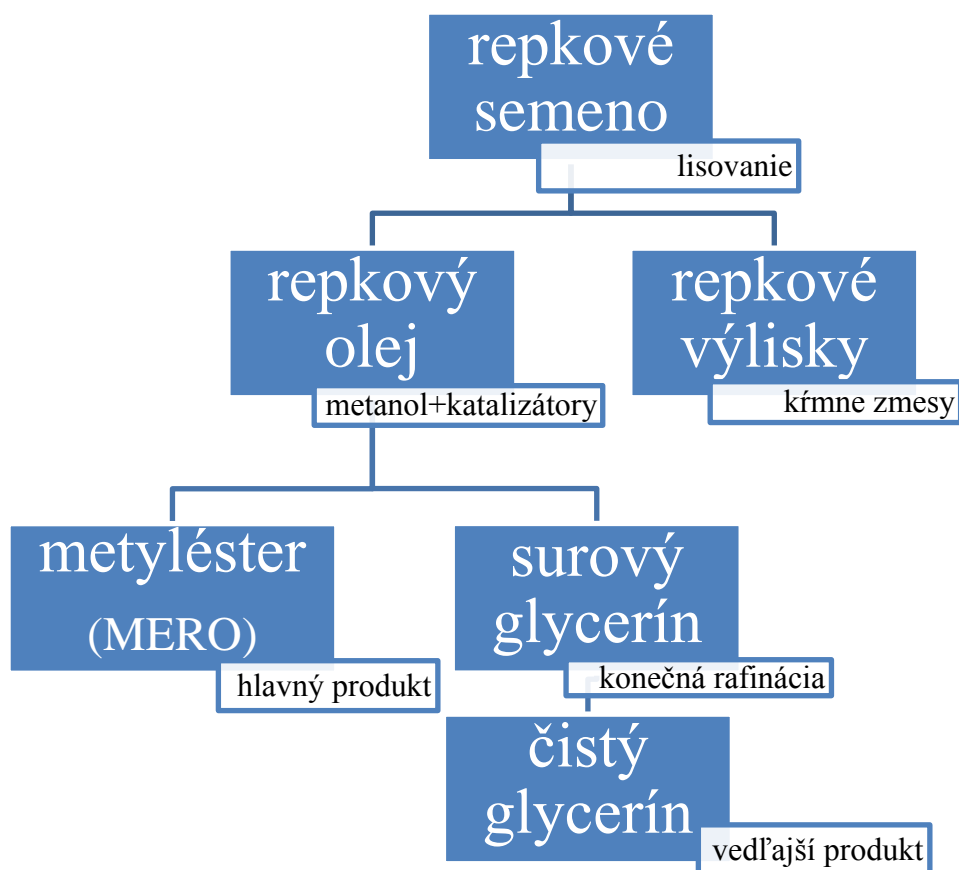 repkové
semeno
lisovanie
repkový
olej
metanol+katalizátory
repkové
výlisky
kŕmne zmesy
metyléster
(MERO)
hlavný produkt
surový
glycerín
konečná rafinácia
čistý
glycerín
vedľajší produkt